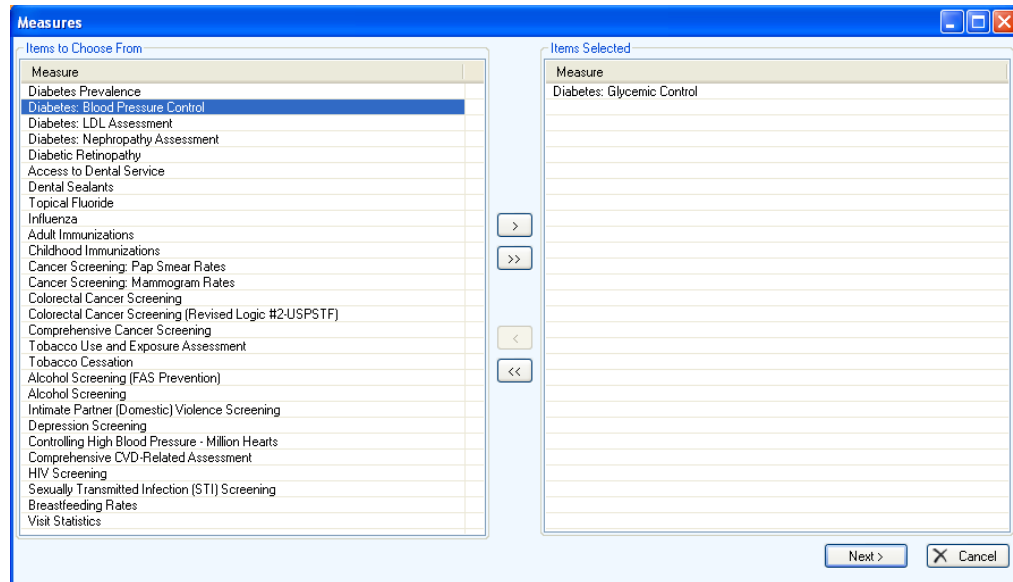 Measures
Items to Choose From
Measure
Diabetes Prevalence
Diabetes: Blood Pressure Control
Diabetes: LDL Assessment
Diabetes: Nephropathy Assessment
Diabetic Retinopathy
Access to Dental Service
Dental Sealants
Topical Fluoride
Influenza
Adult Immunizations
Childhood Immunizations
Cancer Screening: Pap Smear Rates
Cancer Screening: Mammogram Rates
Colorectal Cancer Screening
Colorectal Cancer Screening (Revised Logic #2-USPSTF)
Comprehensive Cancer Screening
Tobacco Use and Exposure Assessment
Tobacco Cessation
Alcohol Screening (FAS Prevention)
Alcohol Screening
Intimate Partner (Domestic) Violence Screening
Depression Screening
Controlling High Blood Pressure - Million Hearts
Comprehensive CVD-Related Assessment
HIV Screening
Sexually Transmitted Infection (STI) Screening
Breastfeeding Rates
Visit Statistics
>
>>
<
<<
Items Selected
Measure
Diabetes: Glycemic Control
Next >
Cancel